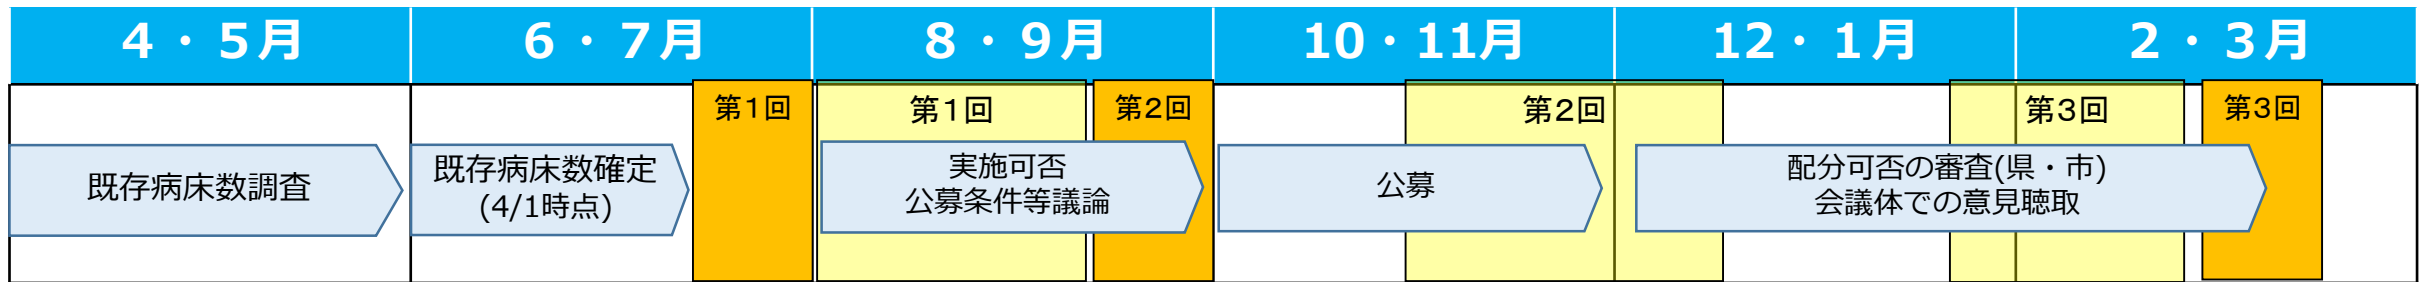 ４・５月
６・７月
８・９月
10・11月
12・１月
２・３月
第１回
第１回
第２回
第２回
第３回
第３回
既存病床数調査
既存病床数確定
(4/1時点)
実施可否
公募条件等議論
公募
配分可否の審査(県・市)
会議体での意見聴取